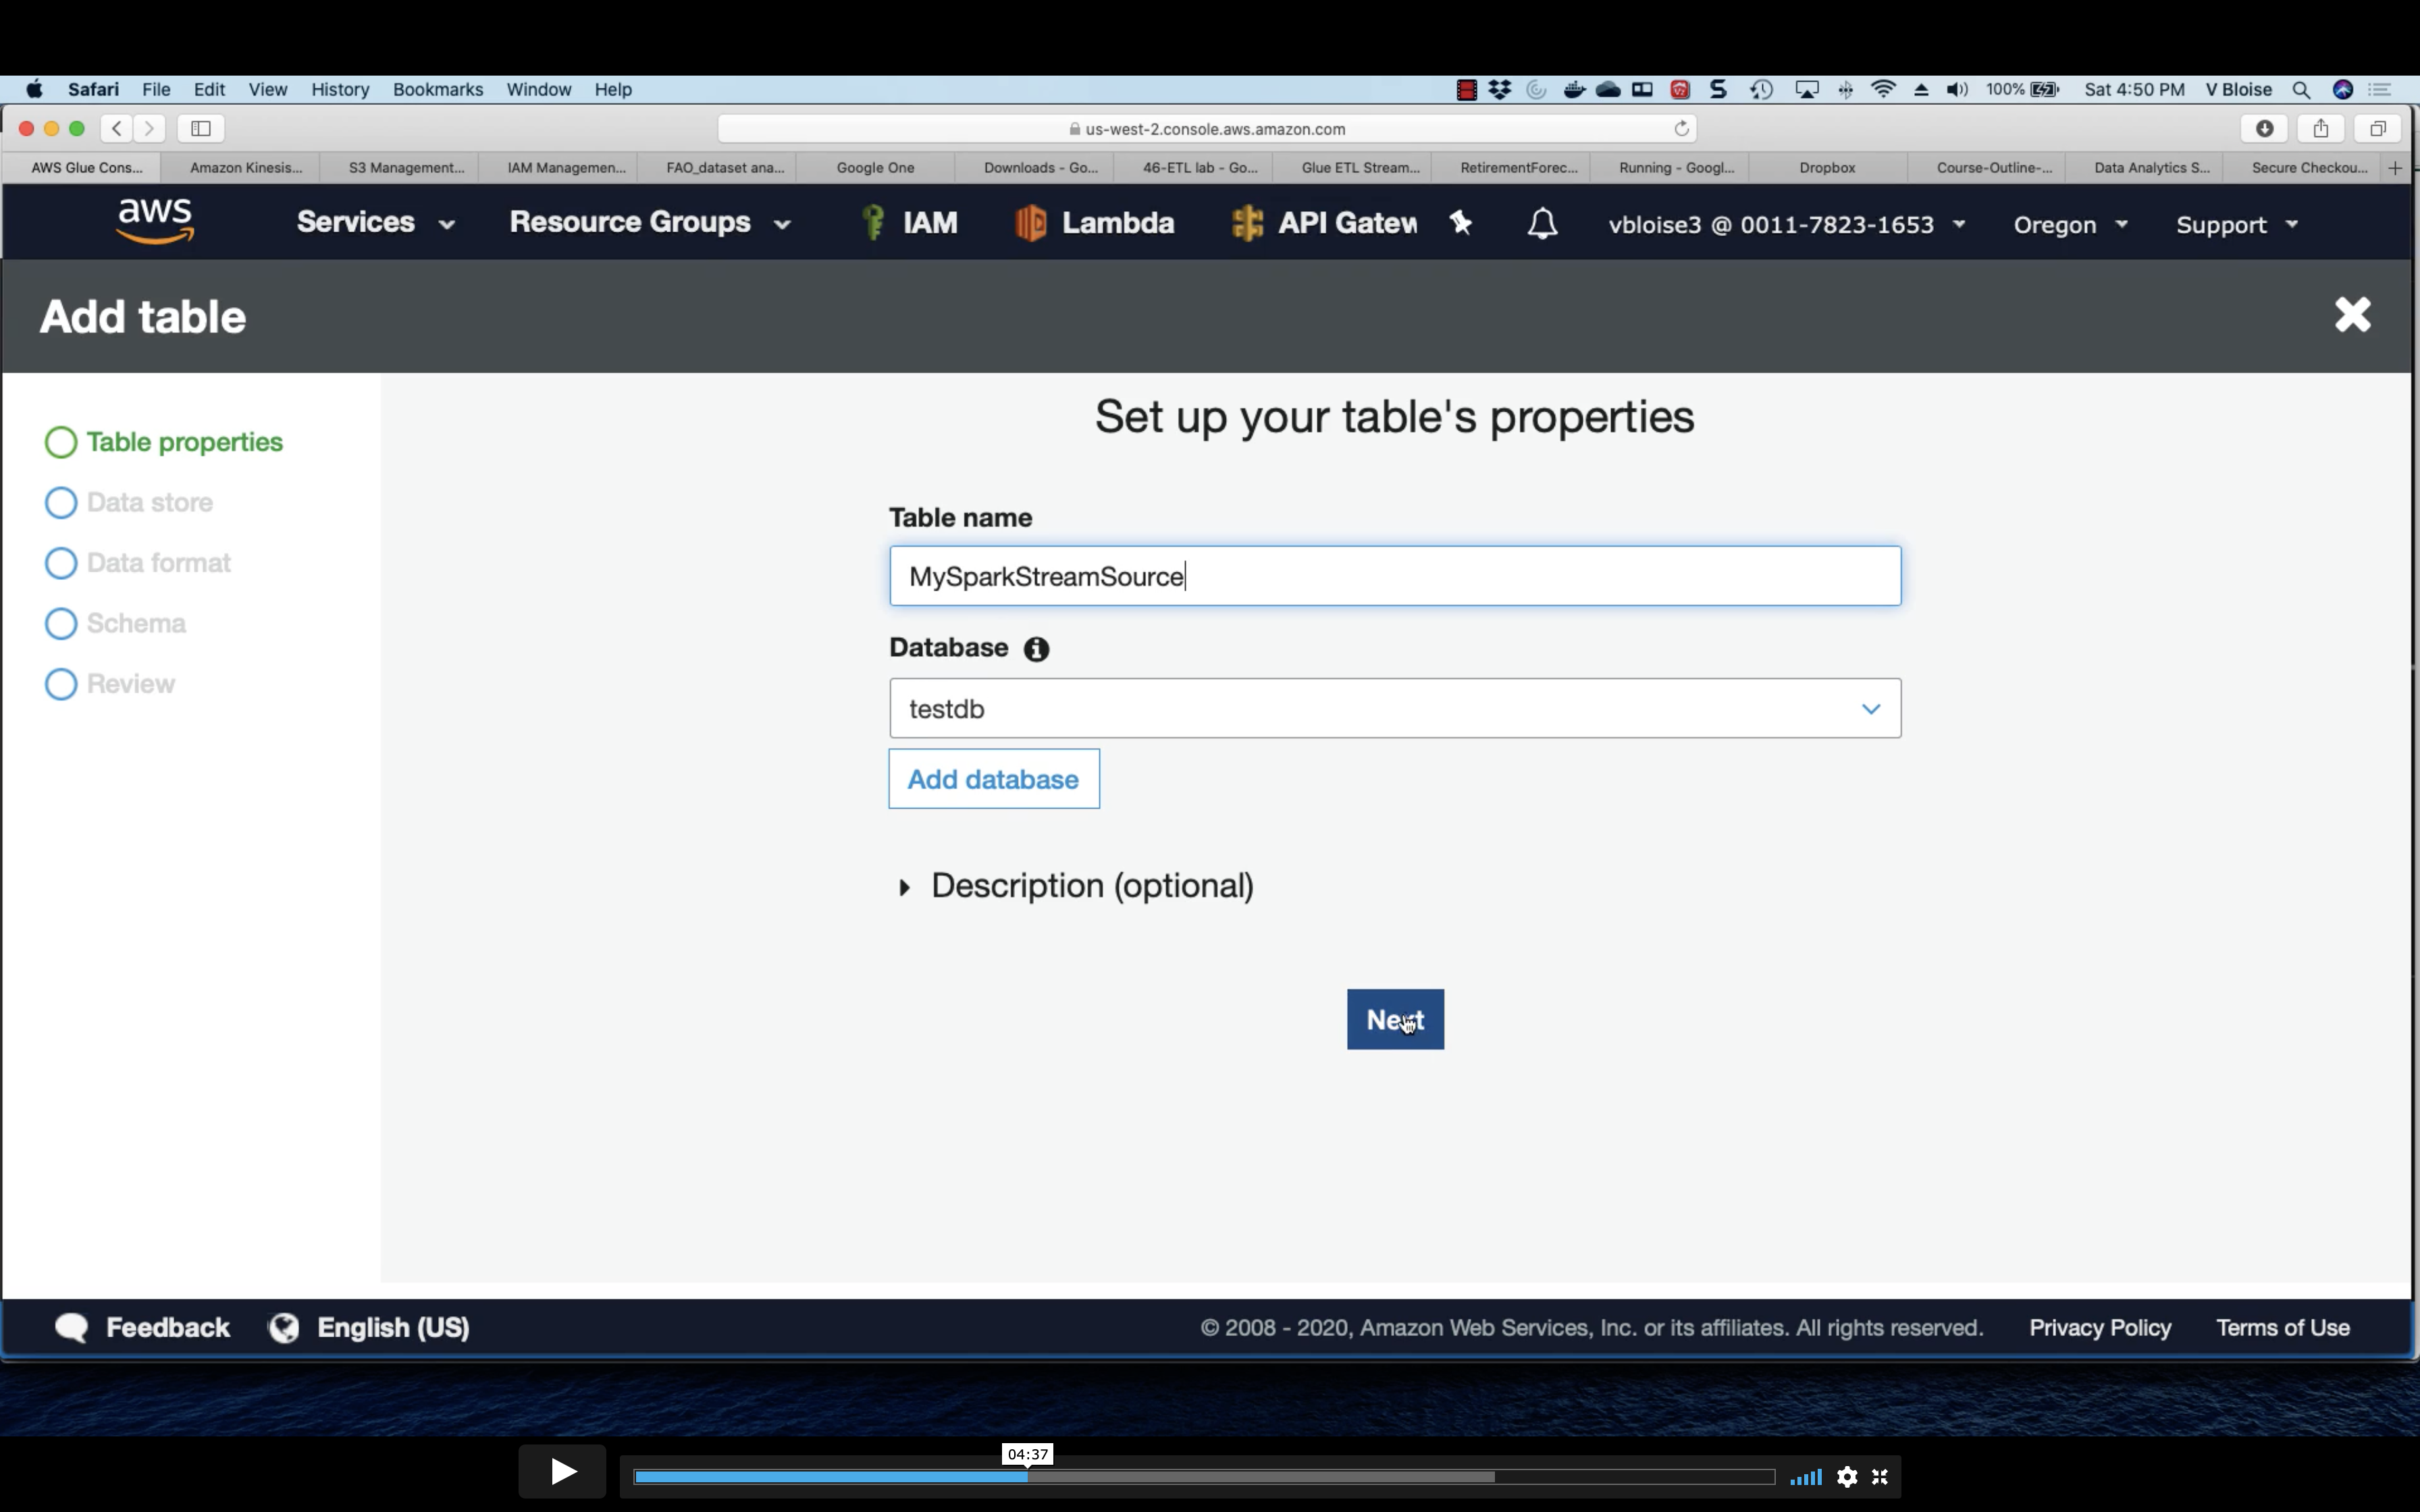 Safari File Edit View History Bookmarks Window Help 100% Sat 4:50 PM V Bloise
us-west-2.console.aws.amazon.com
AWS Glue Cons... Amazon Kinesis... S3 Management... IAM Managemen... FAO_dataset ana... Google One Downloads - Go... 46-ETL lab - Go... Glue ETL Stream... RetirementForec... Running - Googl... Dropbox Course-Outline-... Data Analytics S... Secure Checkou...
aws Services Resource Groups IAM Lambda API Gatew vbloise3 @ 0011-7823-1653 Oregon Support
Add table
Set up your table's properties
Table properties
Data store
Data format
Schema
Review
Table name
MySparkStreamSource
Database
testdb
Add database
Description (optional)
Next
Feedback English (US) © 2008 - 2020, Amazon Web Services, Inc. or its affiliates. All rights reserved. Privacy Policy Terms of Use
04:37